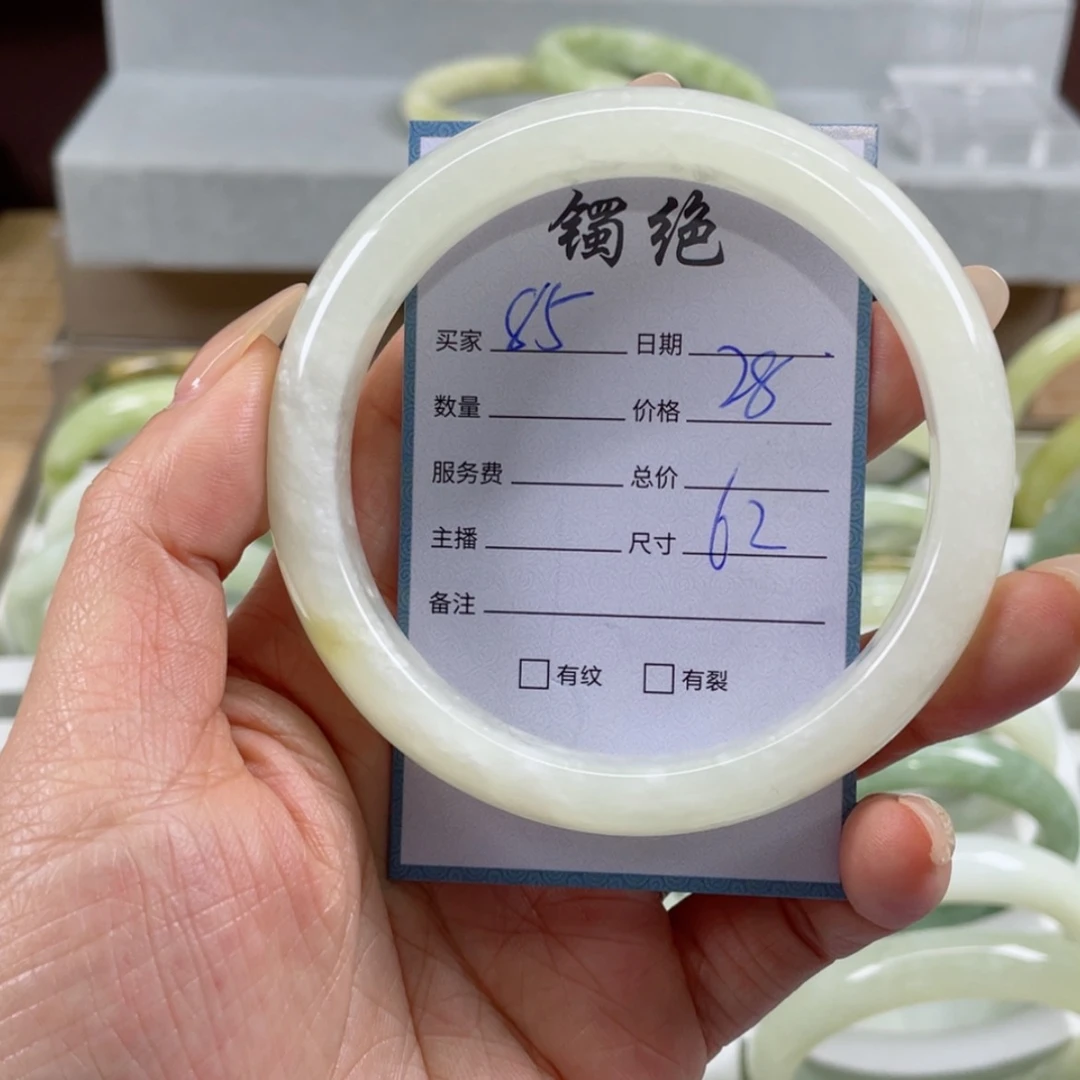 镯绝
买家 85 日期
数量 价格 28
服务费 总价
主播 尺寸 62
备注
□有纹 □有裂